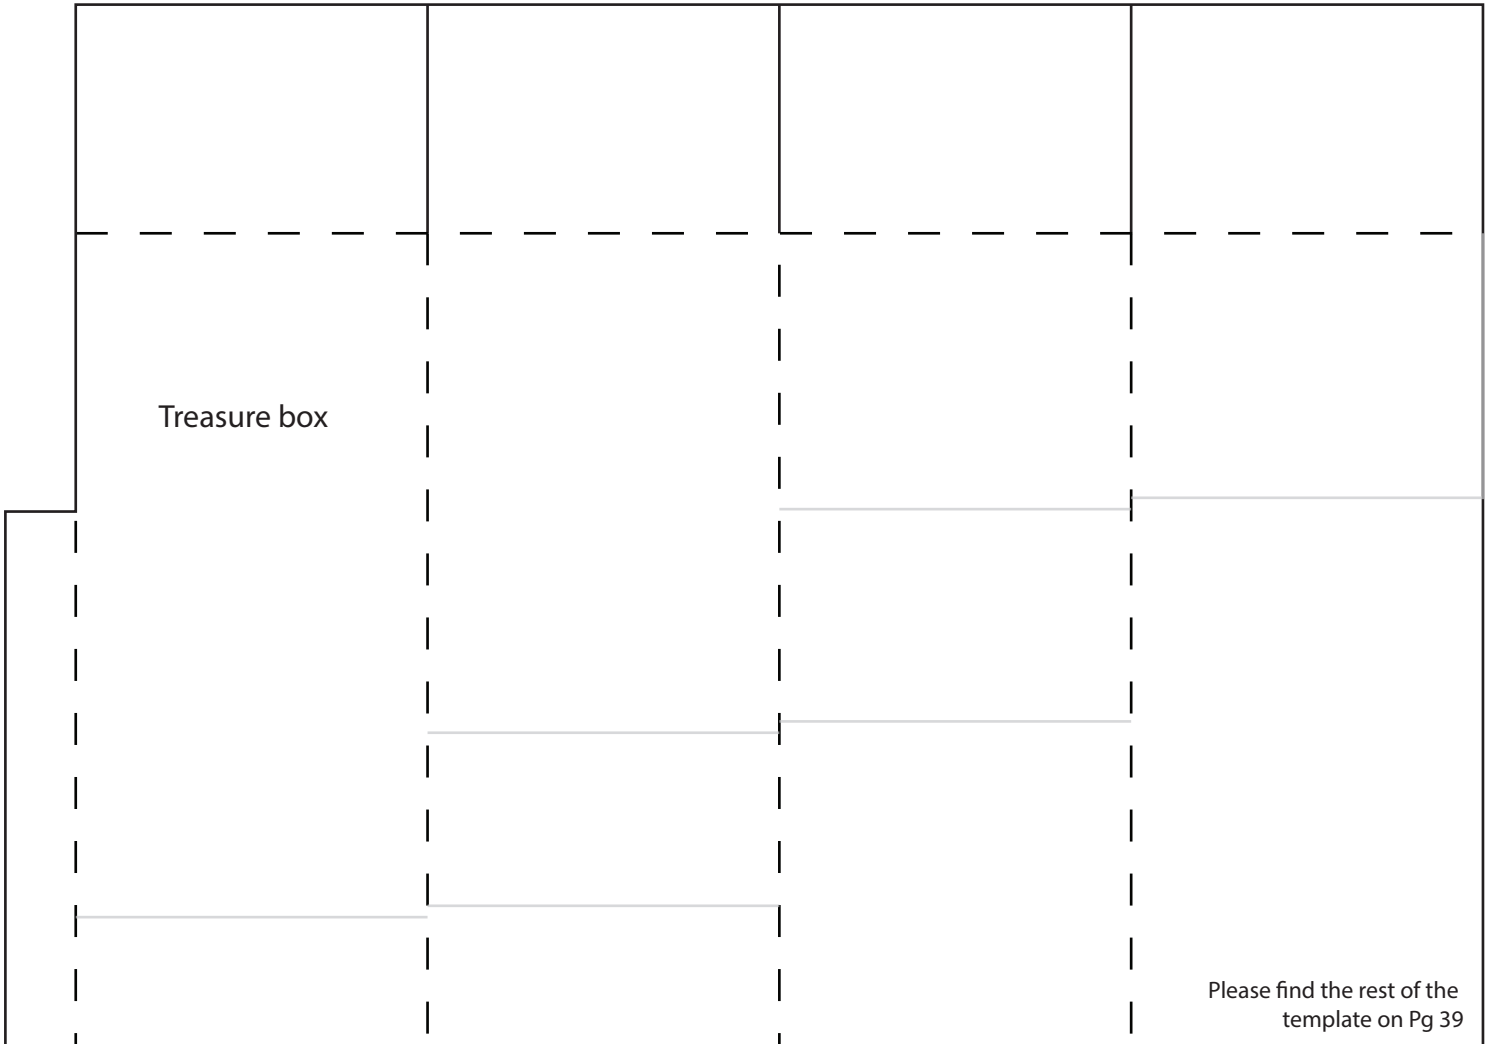 Treasure box
Please find the rest of the
template on Pg 39